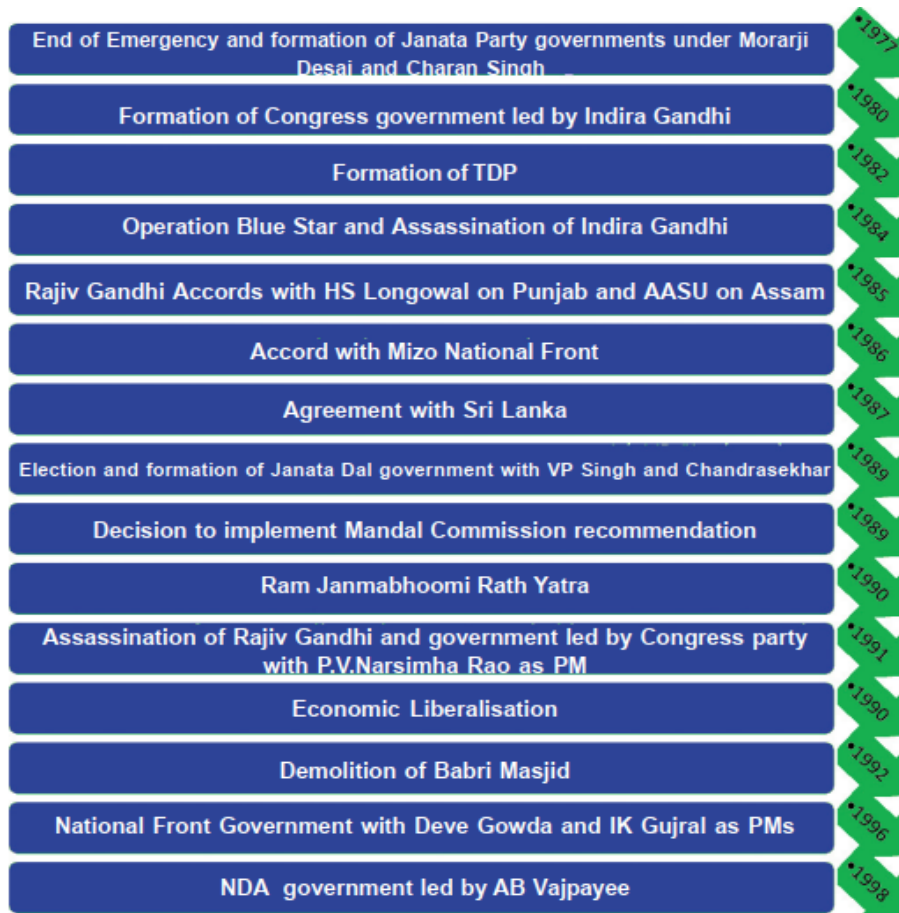 End of Emergency and formation of Janata Party governments under Morarji
Desai and Charan Singh
•1977
Formation of Congress government led by Indira Gandhi
•1980
Formation of TDP
•1982
Operation Blue Star and Assassination of Indira Gandhi
•1984
Rajiv Gandhi Accords with HS Longowal on Punjab and AASU on Assam
•1985
Accord with Mizo National Front
•1986
Agreement with Sri Lanka
•1987
Election and formation of Janata Dal government with VP Singh and Chandrasekhar
•1989
Decision to implement Mandal Commission recommendation
•1989
Ram Janmabhoomi Rath Yatra
•1990
Assassination of Rajiv Gandhi and government led by Congress party
with P.V.Narsimha Rao as PM
•1991
Economic Liberalisation
•1990
Demolition of Babri Masjid
•1992
National Front Government with Deve Gowda and IK Gujral as PMs
•1996
NDA government led by AB Vajpayee
•1998